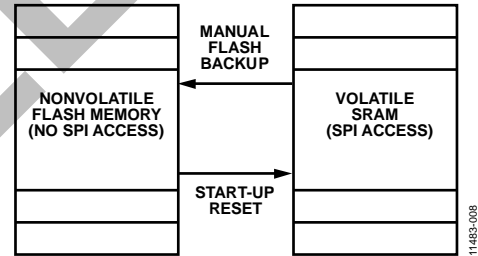 MANUAL
FLASH
BACKUP
NONVOLATILE
FLASH MEMORY
(NO SPI ACCESS)
VOLATILE
SRAM
(SPI ACCESS)
START-UP
RESET
11483-008